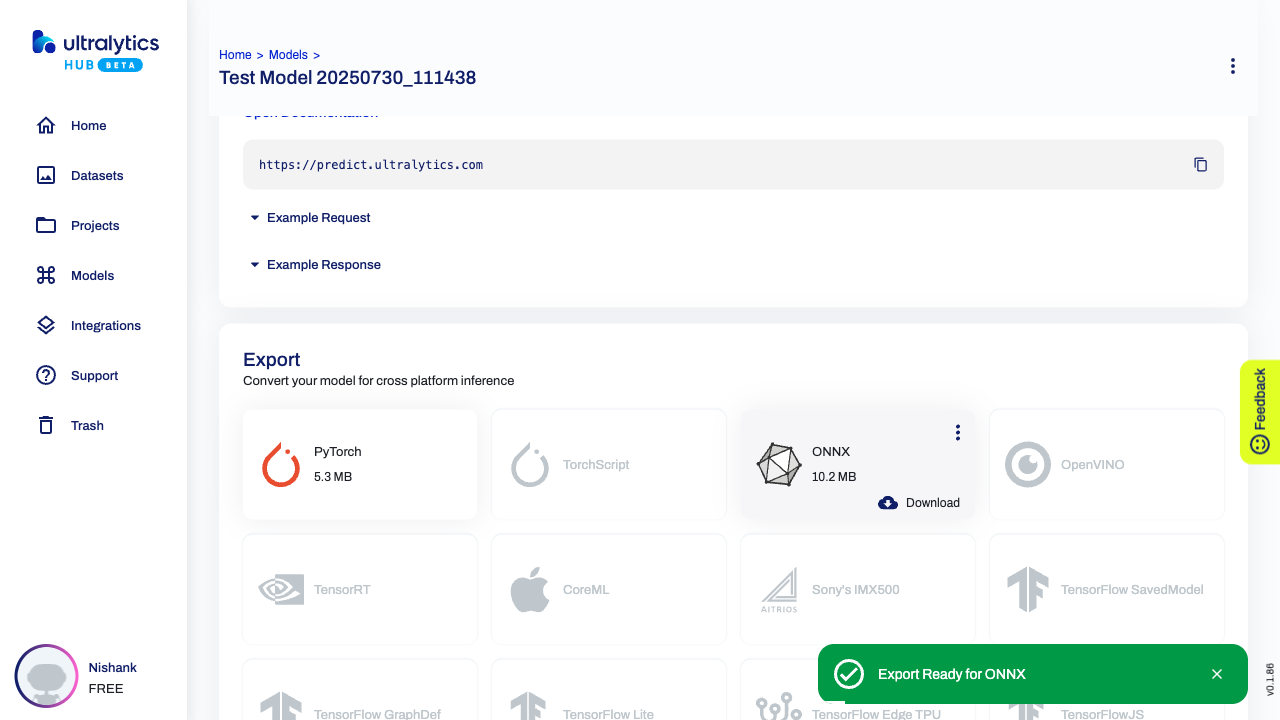 ultralytics
HUB BETA
Home
Datasets
Projects
Models
Integrations
Support
Trash
Nishank
FREE
Home > Models >
Test Model 20250730_111438
Open Documentation
https://predict.ultralytics.com
Example Request
Example Response
Export
Convert your model for cross platform inference
PyTorch
5.3 MB
TorchScript
ONNX
10.2 MB
Download
OpenVINO
TensorRT
CoreML
AITRIOS
Sony's IMX500
TensorFlow SavedModel
TensorFlow GraphDef
TensorFlow Lite
TensorFlow Edge TPU
TensorFlowJS
Export Ready for ONNX
Feedback
v0.1.86